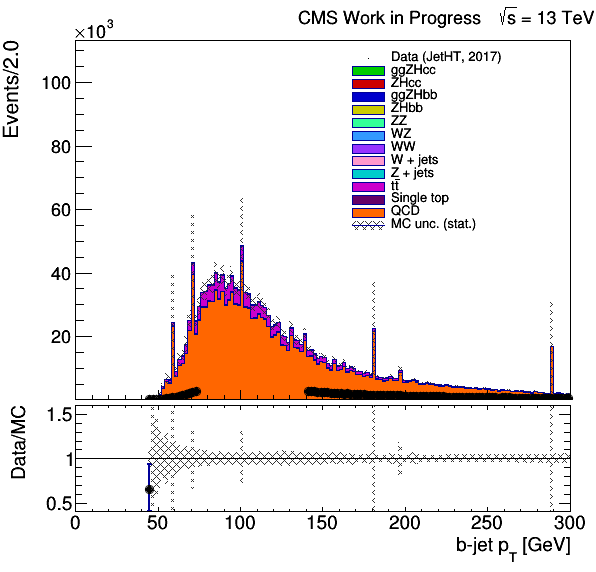 CMS Work in Progress √s = 13 TeV
×10³
Events/2.0
100
80
60
40
20
Data (JetHT, 2017)
ggZHcc
ZHcc
ggZHbb
ZHbb
ZZ
WZ
WW
W + jets
Z + jets
tt̄
Single top
QCD
MC unc. (stat.)
Data/MC
1.5
1
0.5
0 50 100 150 200 250 300
b-jet p_T [GeV]